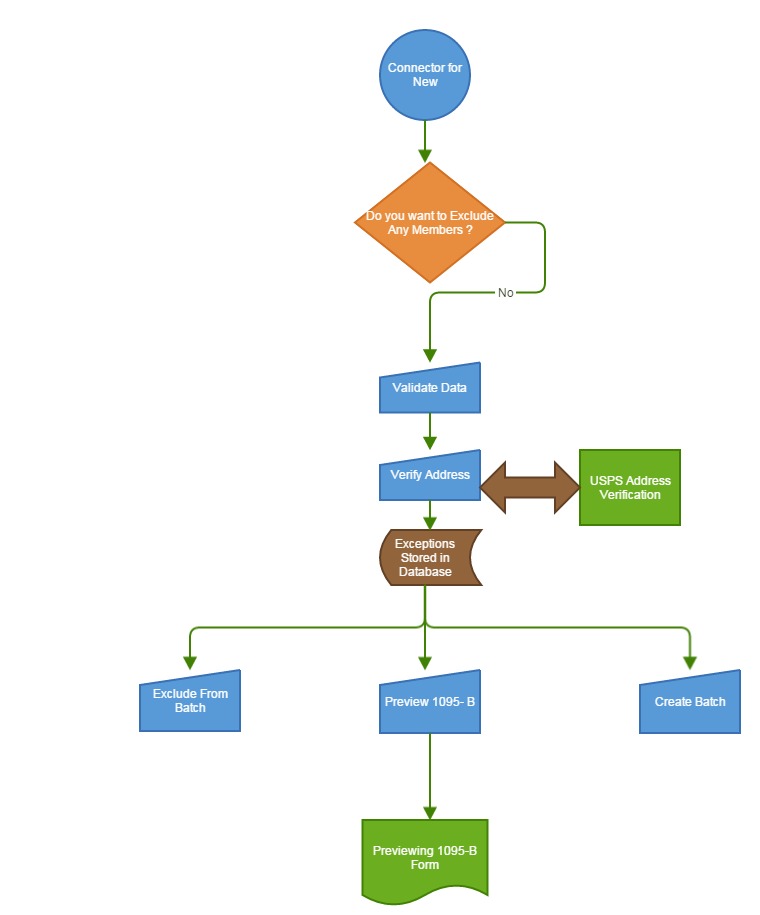 Connector for
New
Do you want to Exclude
Any Members ?
No
Validate Data
Verify Address
USPS Address
Verification
Exceptions
Stored in
Database
Exclude From
Batch
Preview 1095- B
Create Batch
Previewing 1095-B
Form